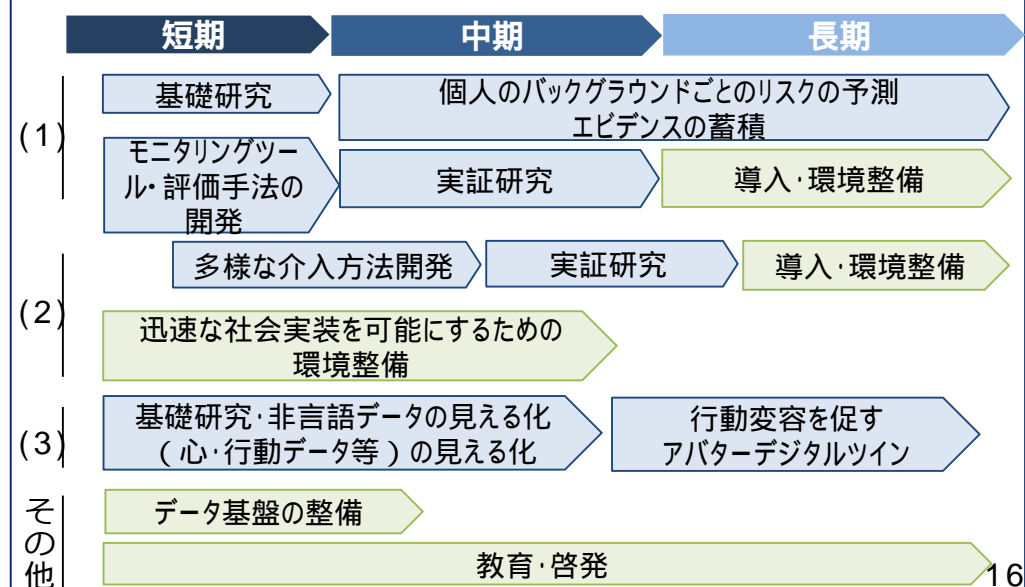 短期
中期
長期
(1)
基礎研究
個人のバックグラウンドごとのリスクの予測
エビデンスの蓄積
モニタリングツー
ル・評価手法の
開発
実証研究
導入・環境整備
(2)
多様な介入方法開発
実証研究
導入・環境整備
迅速な社会実装を可能にするための
環境整備
(3)
基礎研究・非言語データの見える化
（心・行動データ等）の見える化
行動変容を促す
アバターデジタルツイン
その他
データ基盤の整備
教育・啓発
16